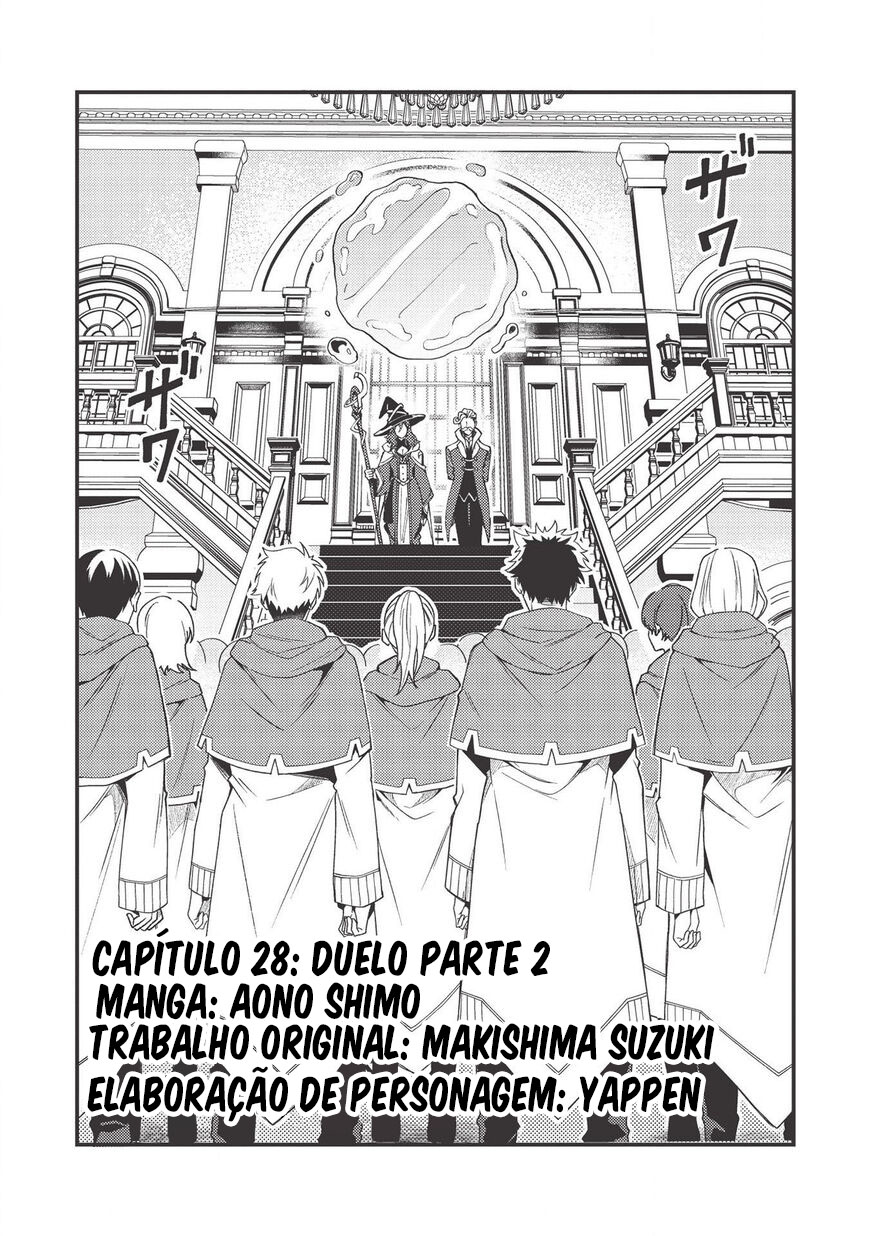 ザワ
ザワ
CAPÍTULO 28: DUELO PARTE 2
MANGA: AONO SHIMO
TRABALHO ORIGINAL: MAKISHIMA SUZUKI
ELABORAÇÃO DE PERSONAGEM: YAPPEN